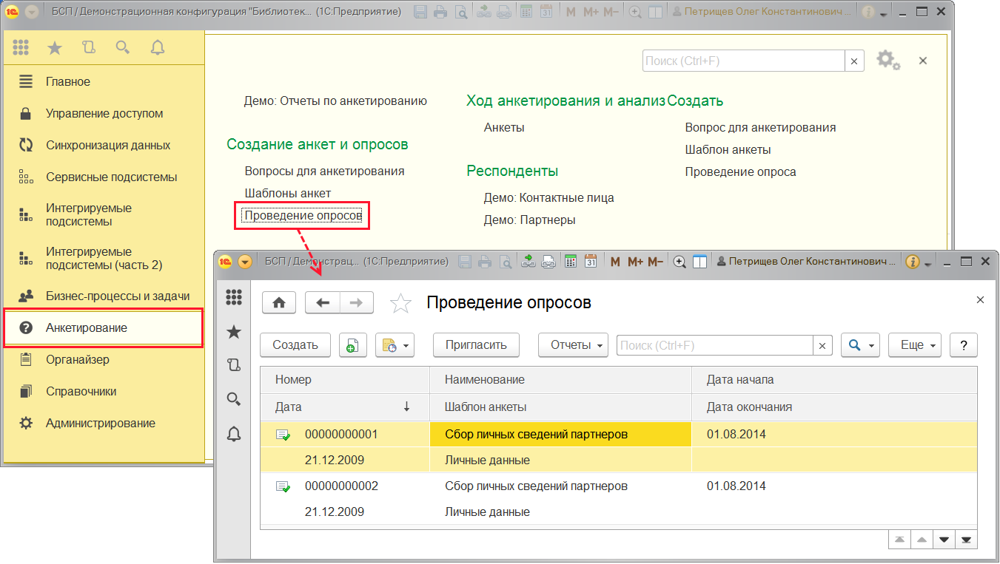 БСП / Демонстрационная конфигурация "Библиотек... (1С:Предприятие)
M M+ M-
Петрищев Олег Константинович ...
Главное
Управление доступом
Синхронизация данных
Сервисные подсистемы
Интегрируемые
подсистемы
Интегрируемые
подсистемы (часть 2)
Бизнес-процессы и задачи
Анкетирование
Органайзер
Справочники
Администрирование
Поиск (Ctrl+F)
Демо: Отчеты по анкетированию
Создание анкет и опросов
Вопросы для анкетирования
Шаблоны анкет
Проведение опросов
Ход анкетирования и анализ
Анкеты
Респонденты
Демо: Контактные лица
Демо: Партнеры
Создать
Вопрос для анкетирования
Шаблон анкеты
Проведение опроса
БСП / Демонстрац... (1С:Предприятие)
31
M M+ M-
Петрищев Олег Константинович ...
Проведение опросов
Создать
Пригласить
Отчеты
Поиск (Ctrl+F)
Еще
?
Номер Наименование Дата начала
Дата Шаблон анкеты Дата окончания
00000000001 Сбор личных сведений партнеров 01.08.2014
21.12.2009 Личные данные
00000000002 Сбор личных сведений партнеров 01.08.2014
21.12.2009 Личные данные